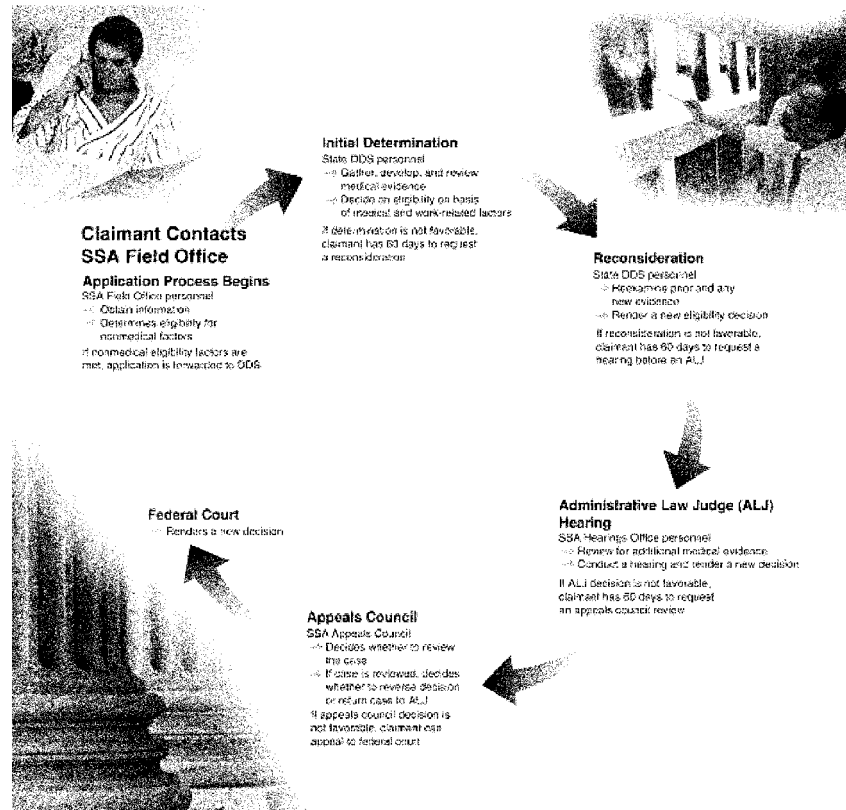 Claimant Contacts
SSA Field Office
Application Process Begins
SSA Field Office personnel
Obtain information
Determines eligibility for
nonmedical factors
If nonmedical eligibility factors are
met, application is forwarded to DDS
Initial Determination
State DDS personnel
Gather, develop, and review
medical evidence
Decide on eligibility on basis
of medical and work-related factors
If determination is not favorable,
claimant has 60 days to request
a reconsideration
Reconsideration
State DDS personnel
Reexamine prior and any
new evidence
Render a new eligibility decision
If reconsideration is not favorable,
claimant has 60 days to request a
hearing before an ALJ
Administrative Law Judge (ALJ)
Hearing
SSA Hearings Office personnel
Review for additional medical evidence
Conduct a hearing and render a new decision
If ALJ decision is not favorable,
claimant has 60 days to request
an appeals council review
Appeals Council
SSA Appeals Council
Decides whether to review
the case
If case is reviewed, decides
whether to reverse decision
or return case to ALJ
If appeals council decision is
not favorable, claimant can
appeal to federal court
Federal Court
Renders a new decision